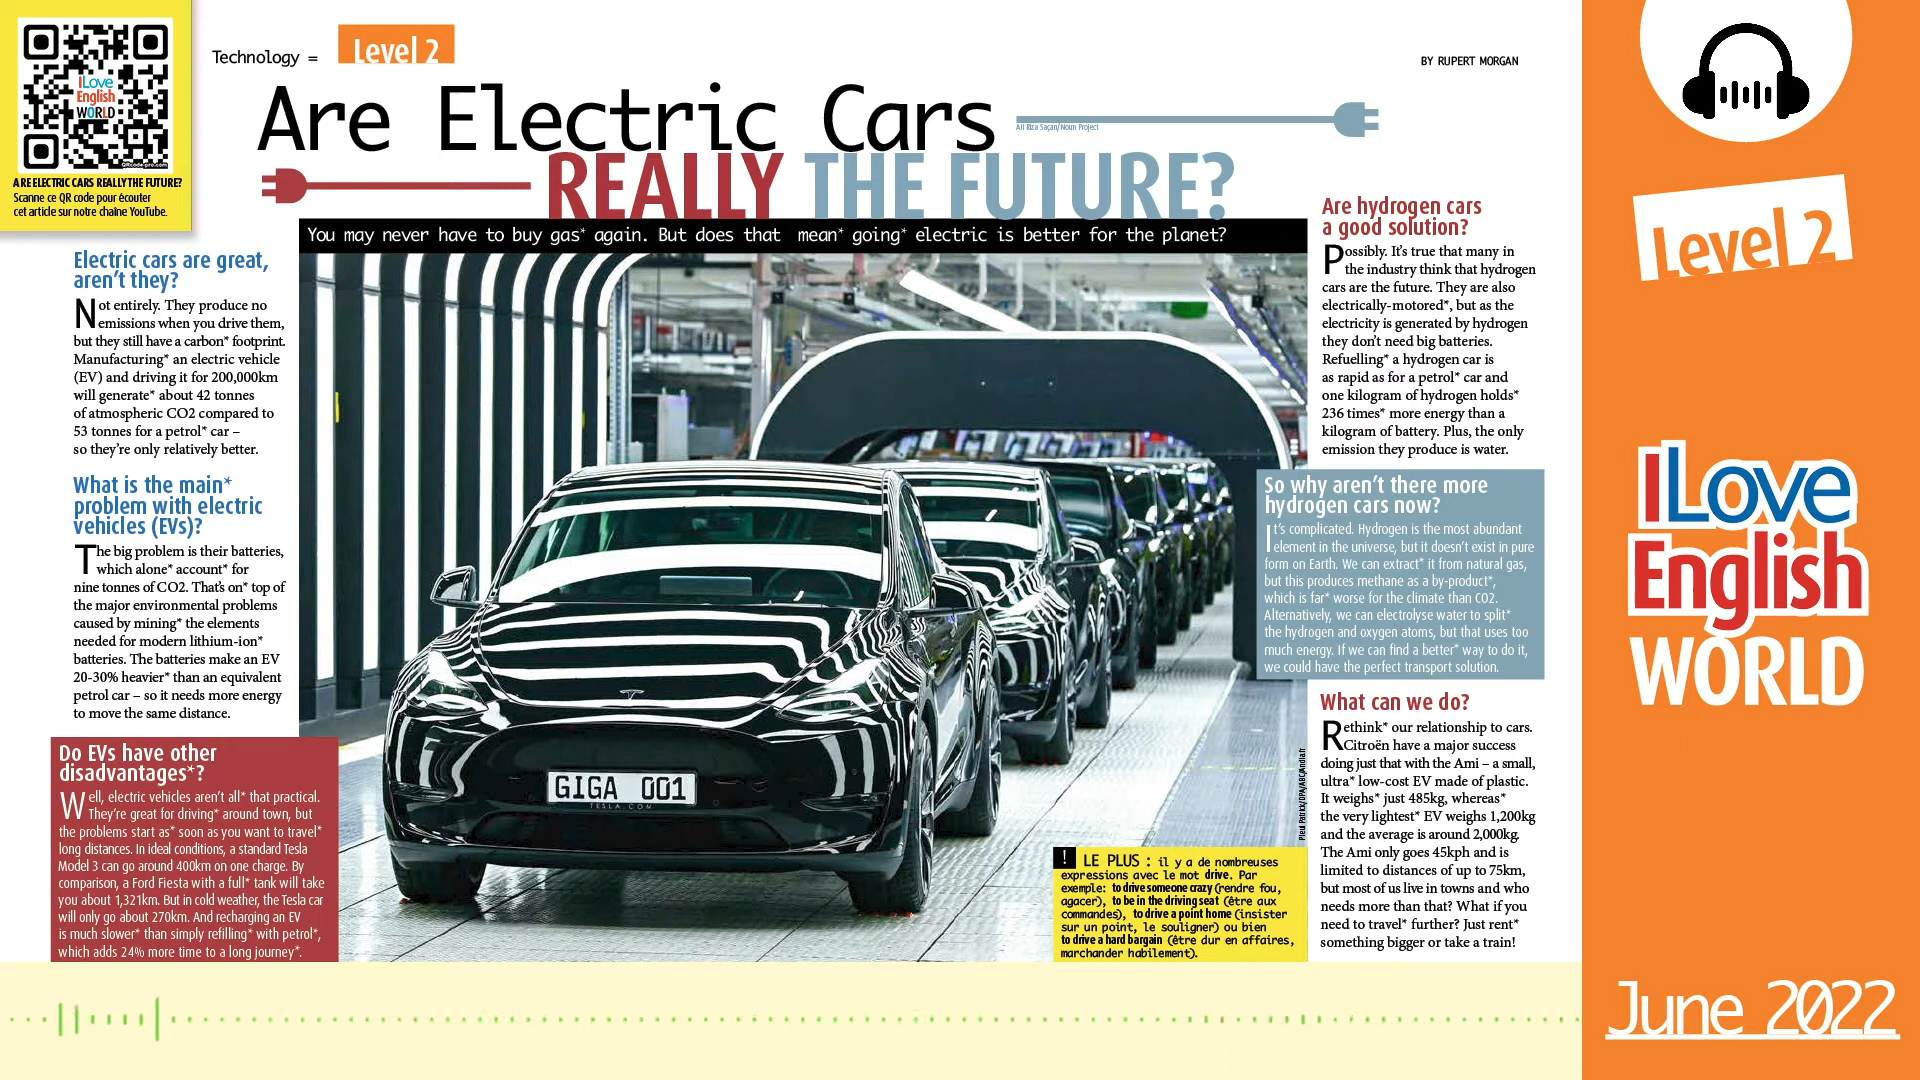 ILove
English
WORLD
QRcode-pro.com
ARE ELECTRIC CARS REALLY THE FUTURE?
Scanne ce QR code pour écouter
cet article sur notre chaîne YouTube.
Technology =
Level 2
BY RUPERT MORGAN
Are Electric Cars
Ali Riza Saçan/Noun Project
REALLY THE FUTURE?
You may never have to buy gas* again. But does that mean* going* electric is better for the planet?
Electric cars are great,
aren't they?
Not entirely. They produce no
emissions when you drive them,
but they still have a carbon* footprint.
Manufacturing* an electric vehicle
(EV) and driving it for 200,000km
will generate* about 42 tonnes
of atmospheric CO2 compared to
53 tonnes for a petrol* car –
so they're only relatively better.
What is the main*
problem with electric
vehicles (EVs)?
The big problem is their batteries,
which alone* account* for
nine tonnes of CO2. That's on* top of
the major environmental problems
caused by mining* the elements
needed for modern lithium-ion*
batteries. The batteries make an EV
20-30% heavier* than an equivalent
petrol car – so it needs more energy
to move the same distance.
Do EVs have other
disadvantages*?
Well, electric vehicles aren't all* that practical.
They're great for driving* around town, but
the problems start as* soon as you want to travel*
long distances. In ideal conditions, a standard Tesla
Model 3 can go around 400km on one charge. By
comparison, a Ford Fiesta with a full* tank will take
you about 1,321km. But in cold weather, the Tesla car
will only go about 270km. And recharging an EV
is much slower* than simply refilling* with petrol*,
which adds 24% more time to a long journey*.
GIGA 001
TESLA.COM
Pleul Patrick/DPA/ABC/Andia.fr
! LE PLUS : il y a de nombreuses
expressions avec le mot drive. Par
exemple: to drive someone crazy (rendre fou,
agacer), to be in the driving seat (être aux
commandes), to drive a point home (insister
sur un point, le souligner) ou bien
to drive a hard bargain (être dur en affaires,
marchander habilement).
Are hydrogen cars
a good solution?
Possibly. It's true that many in
the industry think that hydrogen
cars are the future. They are also
electrically-motored*, but as the
electricity is generated by hydrogen
they don't need big batteries.
Refuelling* a hydrogen car is
as rapid as for a petrol* car and
one kilogram of hydrogen holds*
236 times* more energy than a
kilogram of battery. Plus, the only
emission they produce is water.
So why aren't there more
hydrogen cars now?
It's complicated. Hydrogen is the most abundant
element in the universe, but it doesn't exist in pure
form on Earth. We can extract* it from natural gas,
but this produces methane as a by-product*,
which is far* worse for the climate than CO2.
Alternatively, we can electrolyse water to split*
the hydrogen and oxygen atoms, but that uses too
much energy. If we can find a better* way to do it,
we could have the perfect transport solution.
What can we do?
Rethink* our relationship to cars.
Citroën have a major success
doing just that with the Ami – a small,
ultra* low-cost EV made of plastic.
It weighs* just 485kg, whereas*
the very lightest* EV weighs 1,200kg
and the average is around 2,000kg.
The Ami only goes 45kph and is
limited to distances of up to 75km,
but most of us live in towns and who
needs more than that? What if you
need to travel* further? Just rent*
something bigger or take a train!
Level 2
ILove
English
WORLD
June 2022